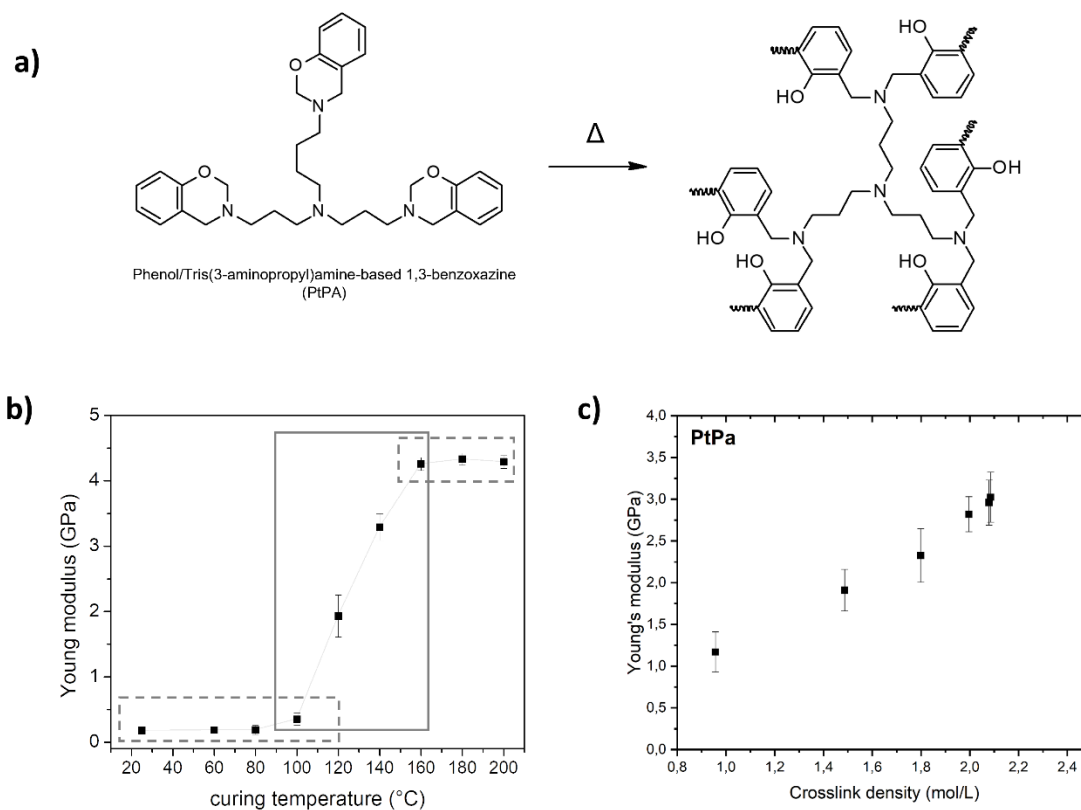 a)
O
N
O
N
N
N
O
Δ
HO
OH
N
N
OH
HO
N
N
HO
OH
Phenol/Tris(3-aminopropyl)amine-based 1,3-benzoxazine
(PtPA)
b)
Young modulus (GPa)
5
4
3
2
1
0
20 40 60 80 100 120 140 160 180 200
curing temperature (°C)
c)
PtPa
Young's modulus (GPa)
4,0
3,5
3,0
2,5
2,0
1,5
1,0
0,5
0,0
0,8 1,0 1,2 1,4 1,6 1,8 2,0 2,2 2,4
Crosslink density (mol/L)